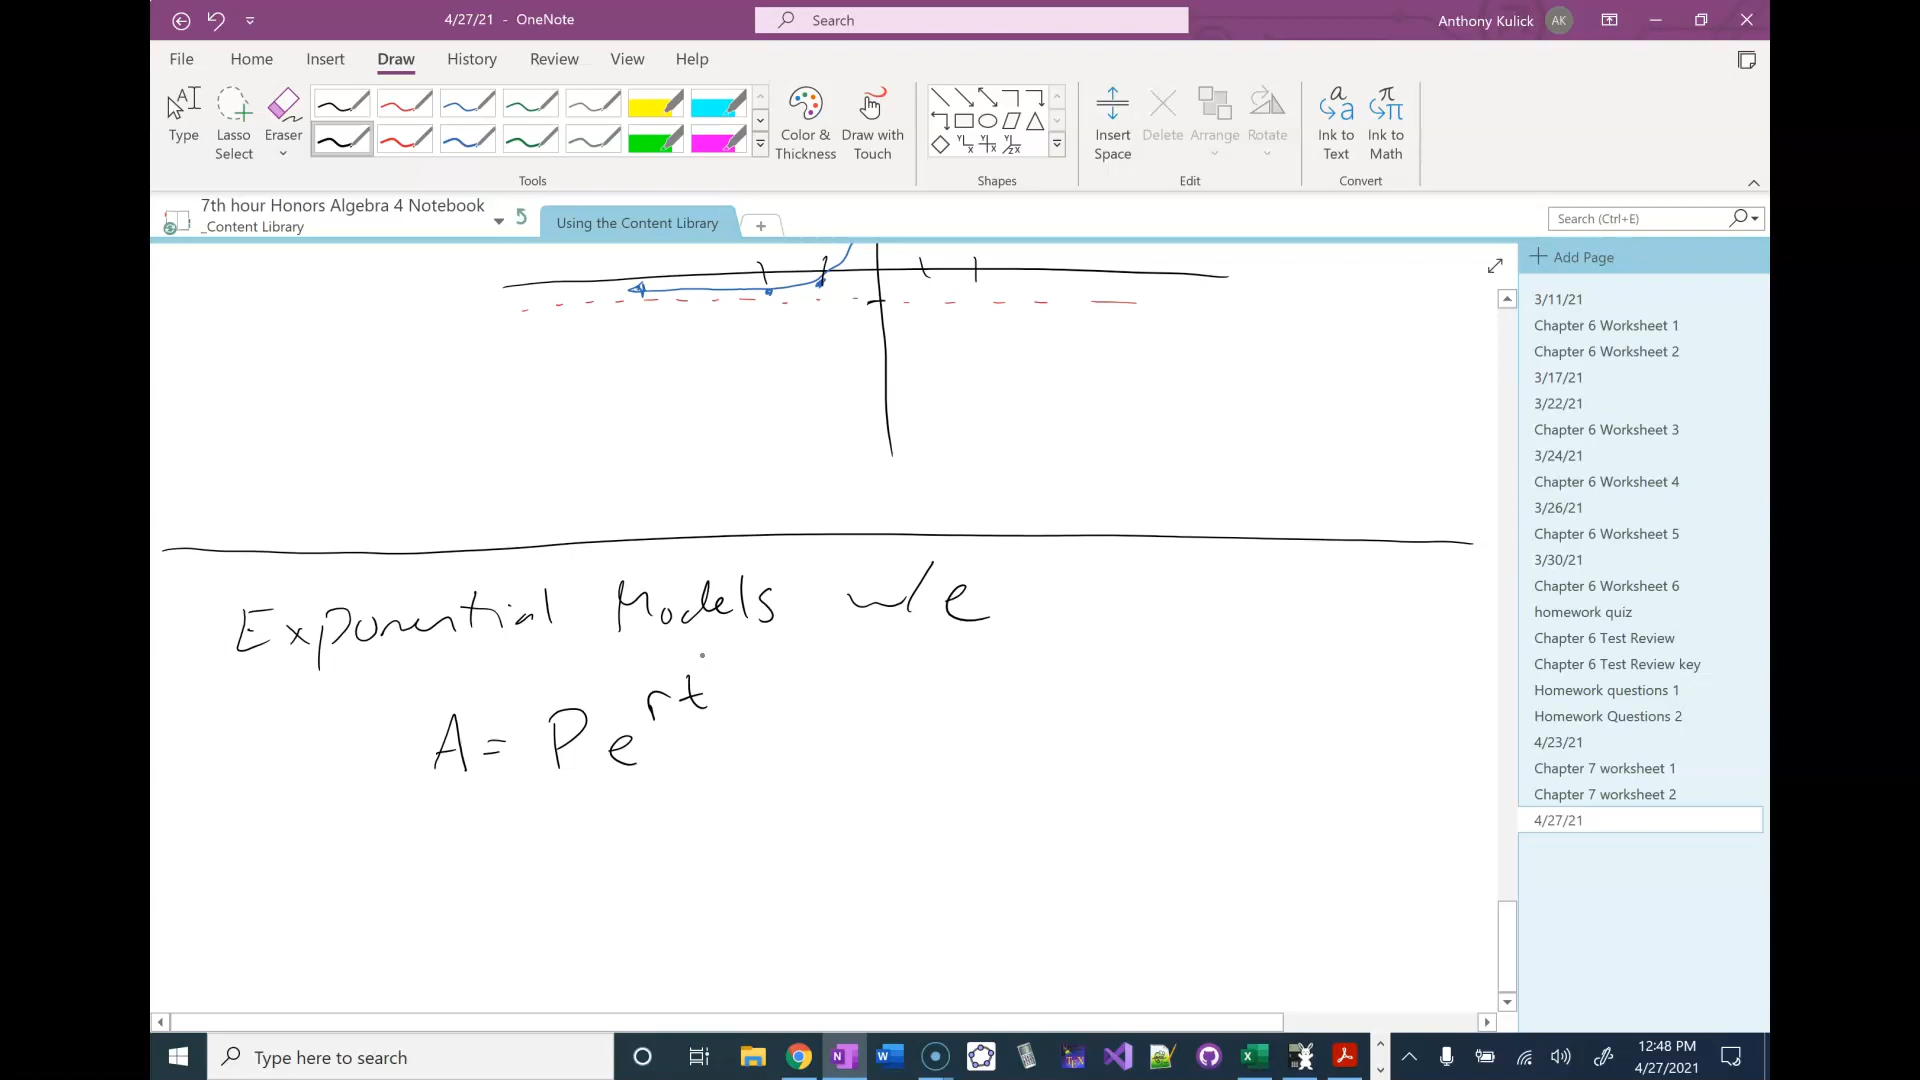 4/27/21 - OneNote
Search
Anthony Kulick AK
File Home Insert Draw History Review View Help
Type
Lasso Select
Eraser
Color & Thickness
Draw with Touch
Insert Space
Delete
Arrange
Rotate
Ink to Text
Ink to Math
Tools
Shapes
Edit
Convert
7th hour Honors Algebra 4 Notebook
_Content Library
Using the Content Library
Search (Ctrl+E)
Add Page
3/11/21
Chapter 6 Worksheet 1
Chapter 6 Worksheet 2
3/17/21
3/22/21
Chapter 6 Worksheet 3
3/24/21
Chapter 6 Worksheet 4
3/26/21
Chapter 6 Worksheet 5
3/30/21
Chapter 6 Worksheet 6
homework quiz
Chapter 6 Test Review
Chapter 6 Test Review key
Homework questions 1
Homework Questions 2
4/23/21
Chapter 7 worksheet 1
Chapter 7 worksheet 2
4/27/21
Exponential Models w/e
A = Pe^rt
Type here to search
12:48 PM
4/27/2021